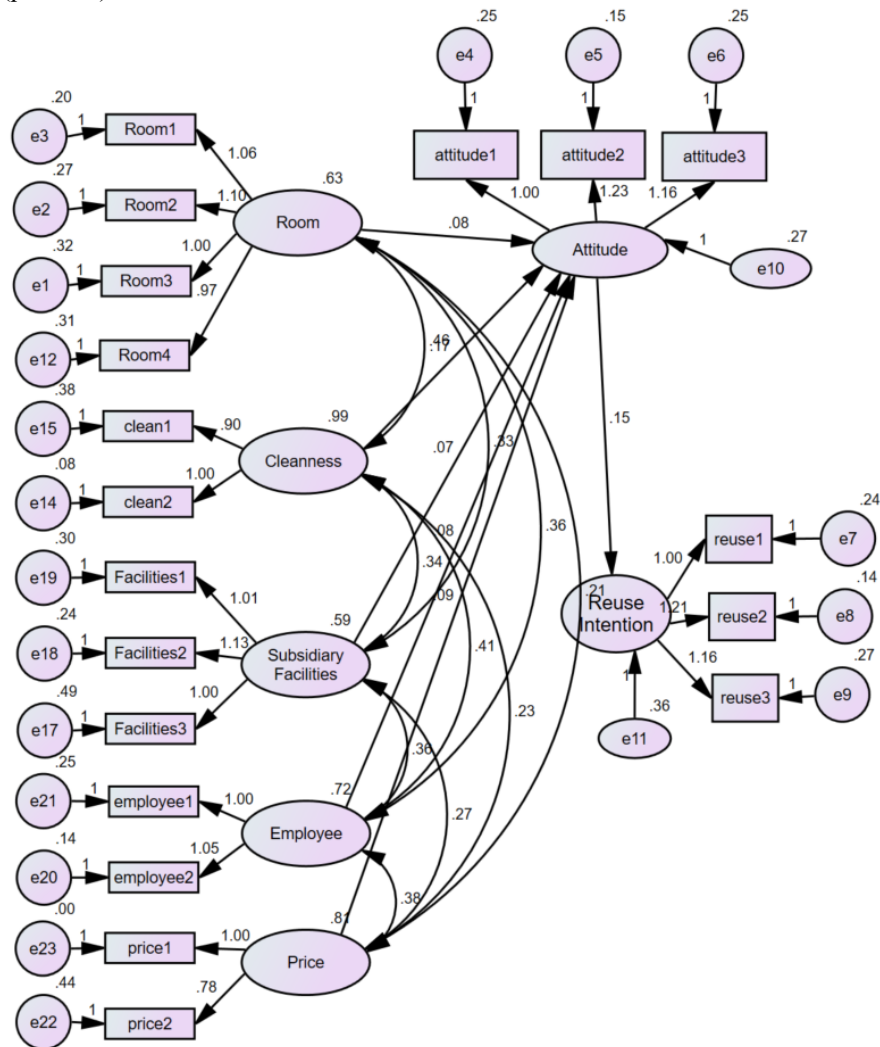 .25
.15
.25
e4
e5
e6
1
1
1
attitude1
attitude2
attitude3
1.00
1.23
1.16
.20
e3
1
Room1
1.06
.27
e2
1
Room2
1.10
.63
Room
.32
e1
1
Room3
1.00
.31
e12
1
Room4
.97
.08
Attitude
1
.27
e10
.46
.17
.38
e15
1
clean1
.90
.99
Cleanness
.08
e14
1
clean2
1.00
.07
.33
.15
.36
.08
.34
.09
.21
.30
e19
1
Facilities1
1.01
.59
Subsidiary
Facilities
.24
e18
1
Facilities2
1.13
.49
e17
1
Facilities3
1.00
.41
.23
.36
Reuse
Intention
1.00
reuse1
1
.24
e7
1.21
reuse2
1
.14
e8
1.16
reuse3
1
.27
e9
1
.36
e11
.25
e21
1
employee1
1.00
.72
Employee
.27
.14
e20
1
employee2
1.05
.38
.00
e23
1
price1
1.00
.81
Price
.44
e22
1
price2
.78